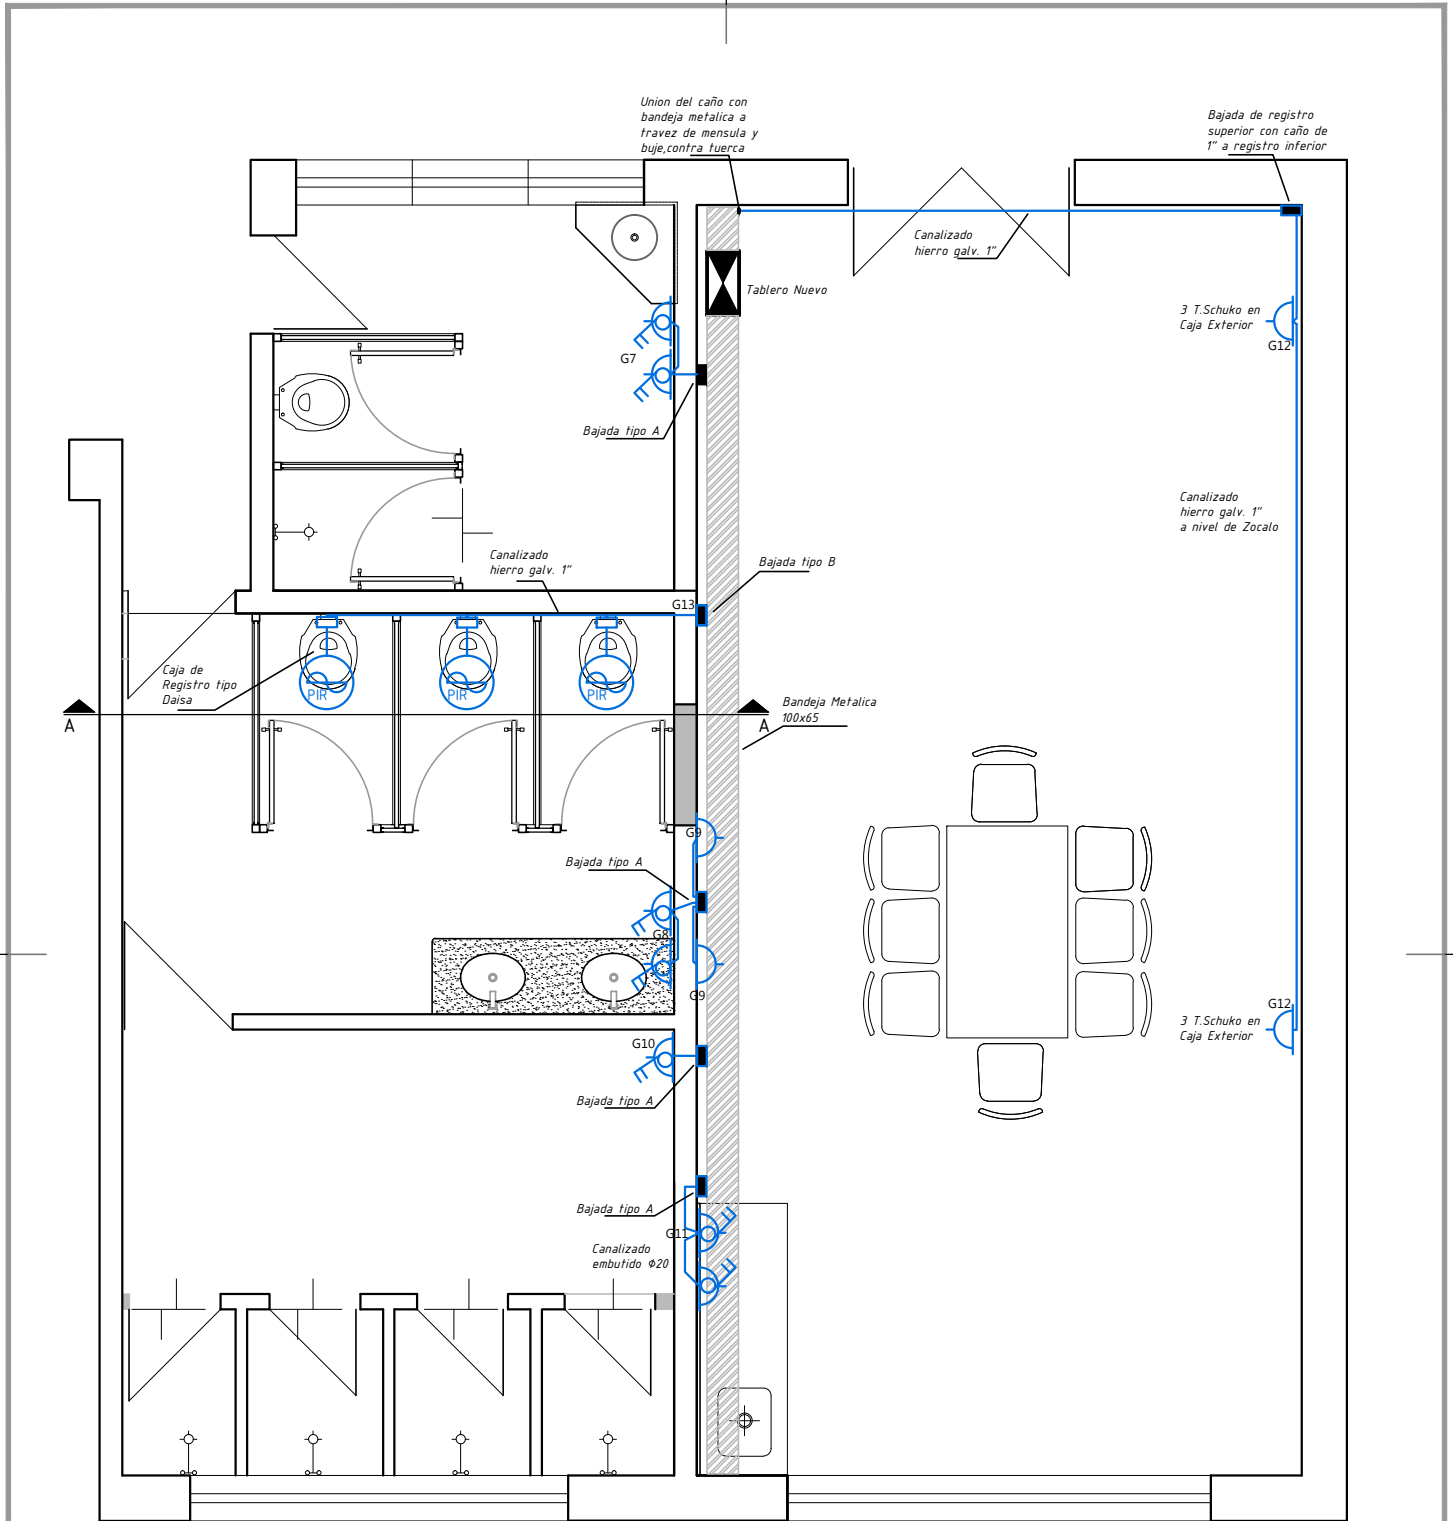 Union del caño con
bandeja metalica a
travez de mensula y
buje,contra tuerca
Bajada de registro
superior con caño de
1" a registro inferior
Canalizado
hierro galv. 1"
Tablero Nuevo
3 T.Schuko en
Caja Exterior
G12
G7
Bajada tipo A
Canalizado
hierro galv. 1"
a nivel de Zocalo
Canalizado
hierro galv. 1"
Bajada tipo B
G13
Caja de
Registro tipo
Daisa
PIR
PIR
PIR
A
A
Bandeja Metalica
100x65
G9
Bajada tipo A
G8
G9
G12
3 T.Schuko en
Caja Exterior
G10
Bajada tipo A
Bajada tipo A
G11
Canalizado
embutido Φ20